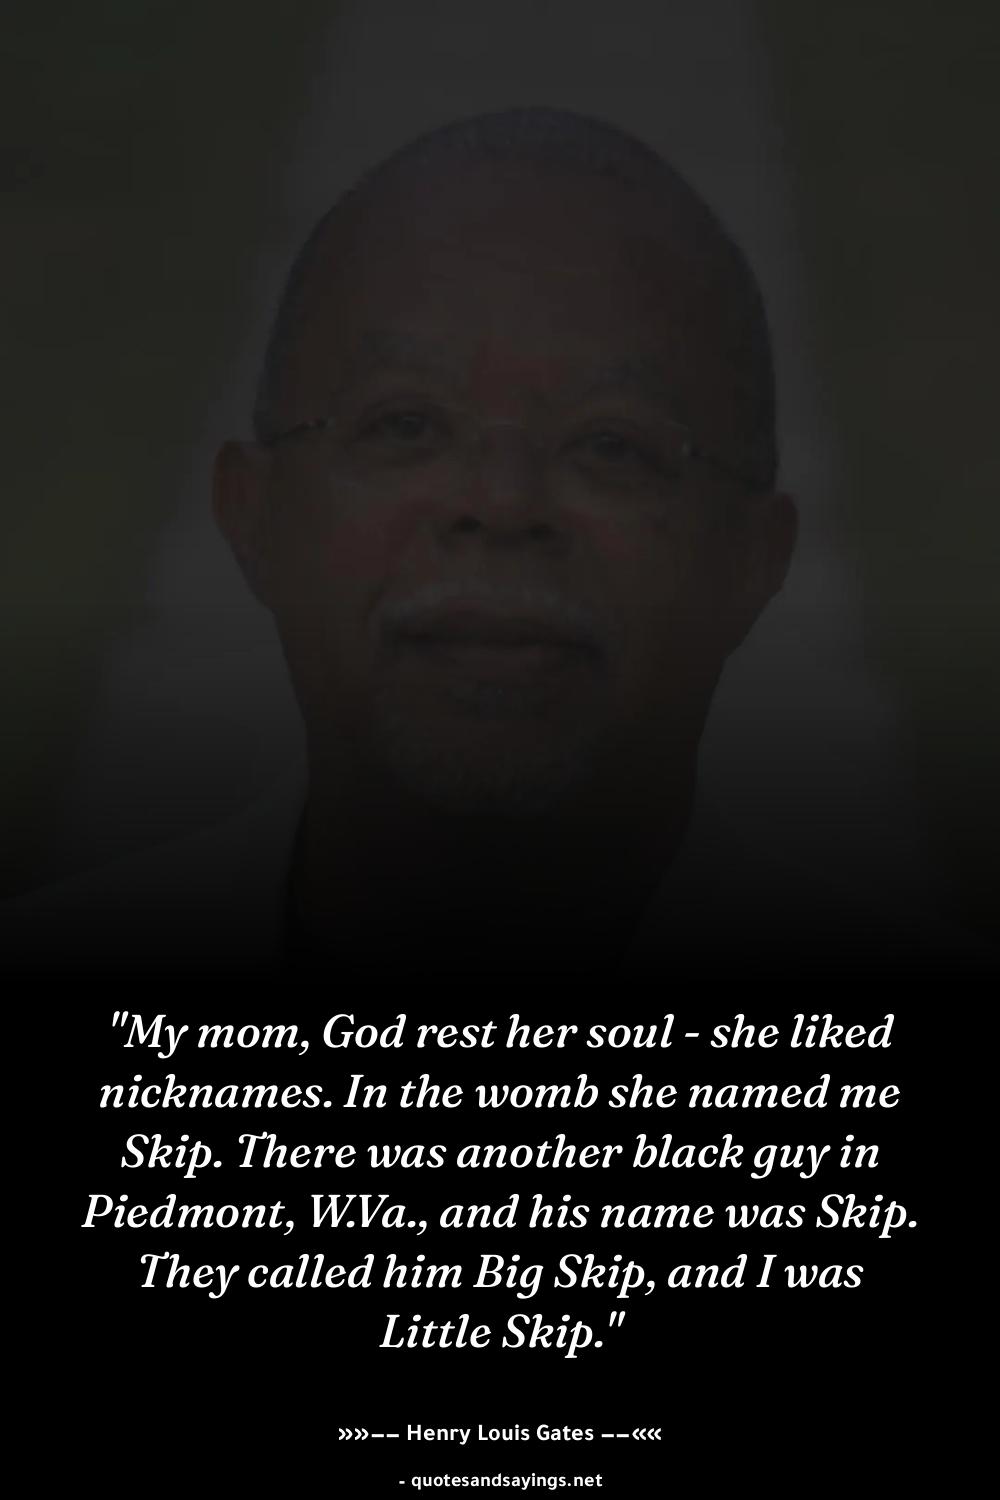 "My mom, God rest her soul - she liked
nicknames. In the womb she named me
Skip. There was another black guy in
Piedmont, W.Va., and his name was Skip.
They called him Big Skip, and I was
Little Skip."
»»−− Henry Louis Gates −−««
- quotesandsayings.net